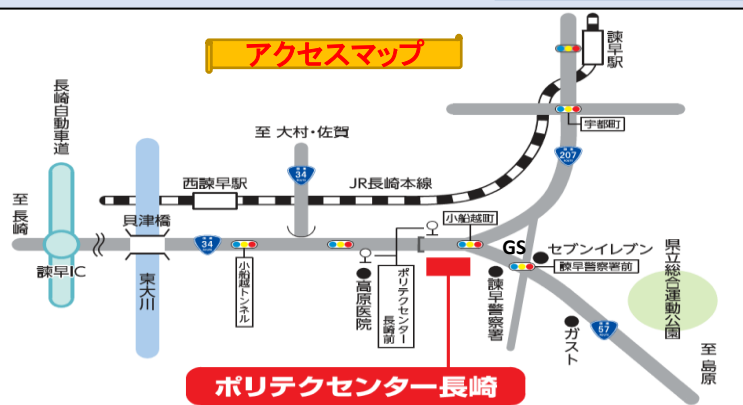 アクセスマップ
諫早駅
長崎自動車道
至 大村・佐賀
34
宇都町
207
西諫早駅
JR長崎本線
至 長崎
貝津橋
小船越町
34
GS
セブンイレブン
諫早警察署前
県立総合運動公園
諫早IC
東大川
小船越トンネル
高原医院
ポリテクセンター
長崎前
諫早警察署
ガスト
57
至 島原
ポリテクセンター長崎